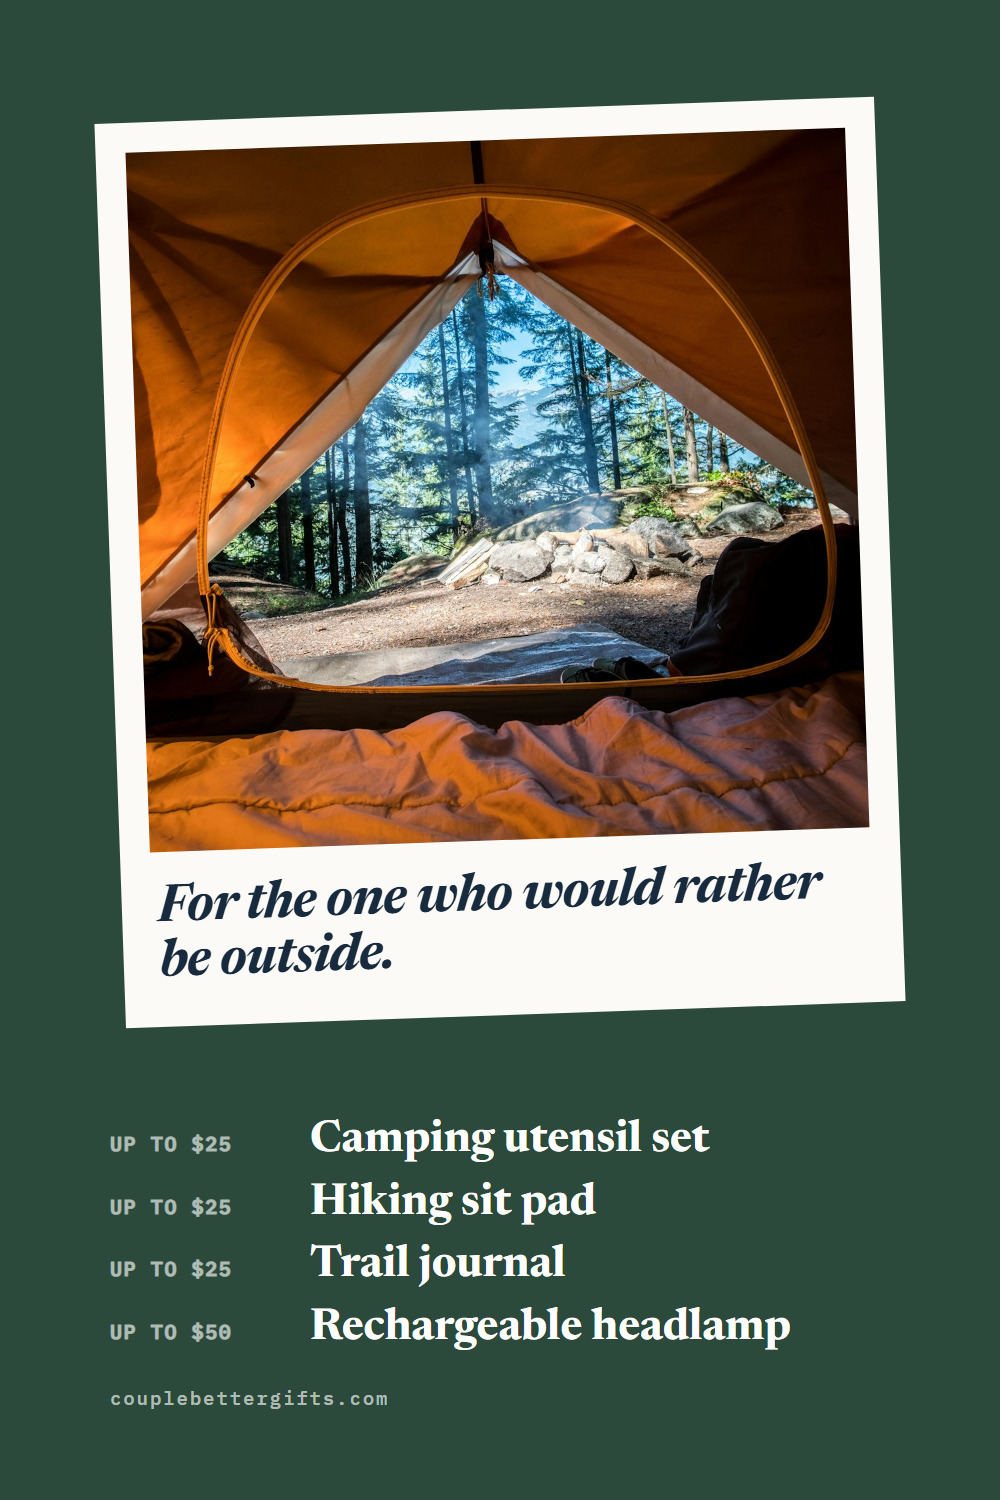 For the one who would rather
be outside.
UP TO $25 Camping utensil set
UP TO $25 Hiking sit pad
UP TO $25 Trail journal
UP TO $50 Rechargeable headlamp
couplebettergifts.com